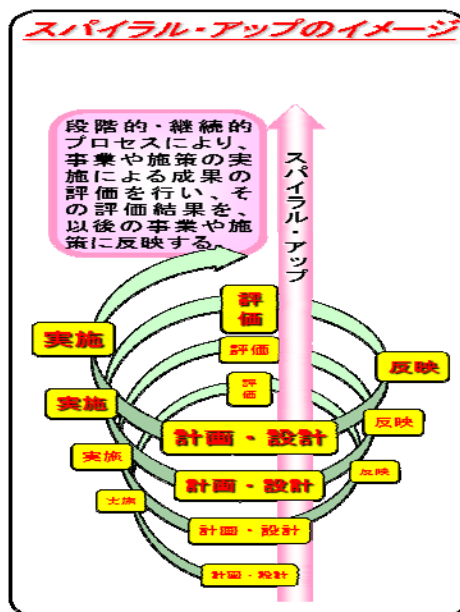 スパイラル・アップのイメージ
段階的・継続的
プロセスにより、
事業や施策の実
施による成果の
評価を行い、そ
の評価結果を、
以後の事業や施
策に反映する。
スパイラル・アップ
評
価
実施
評価
反映
評
価
実施
計画・設計
反映
実施
反映
計画・設計
実施
計画・設計
計画・設計